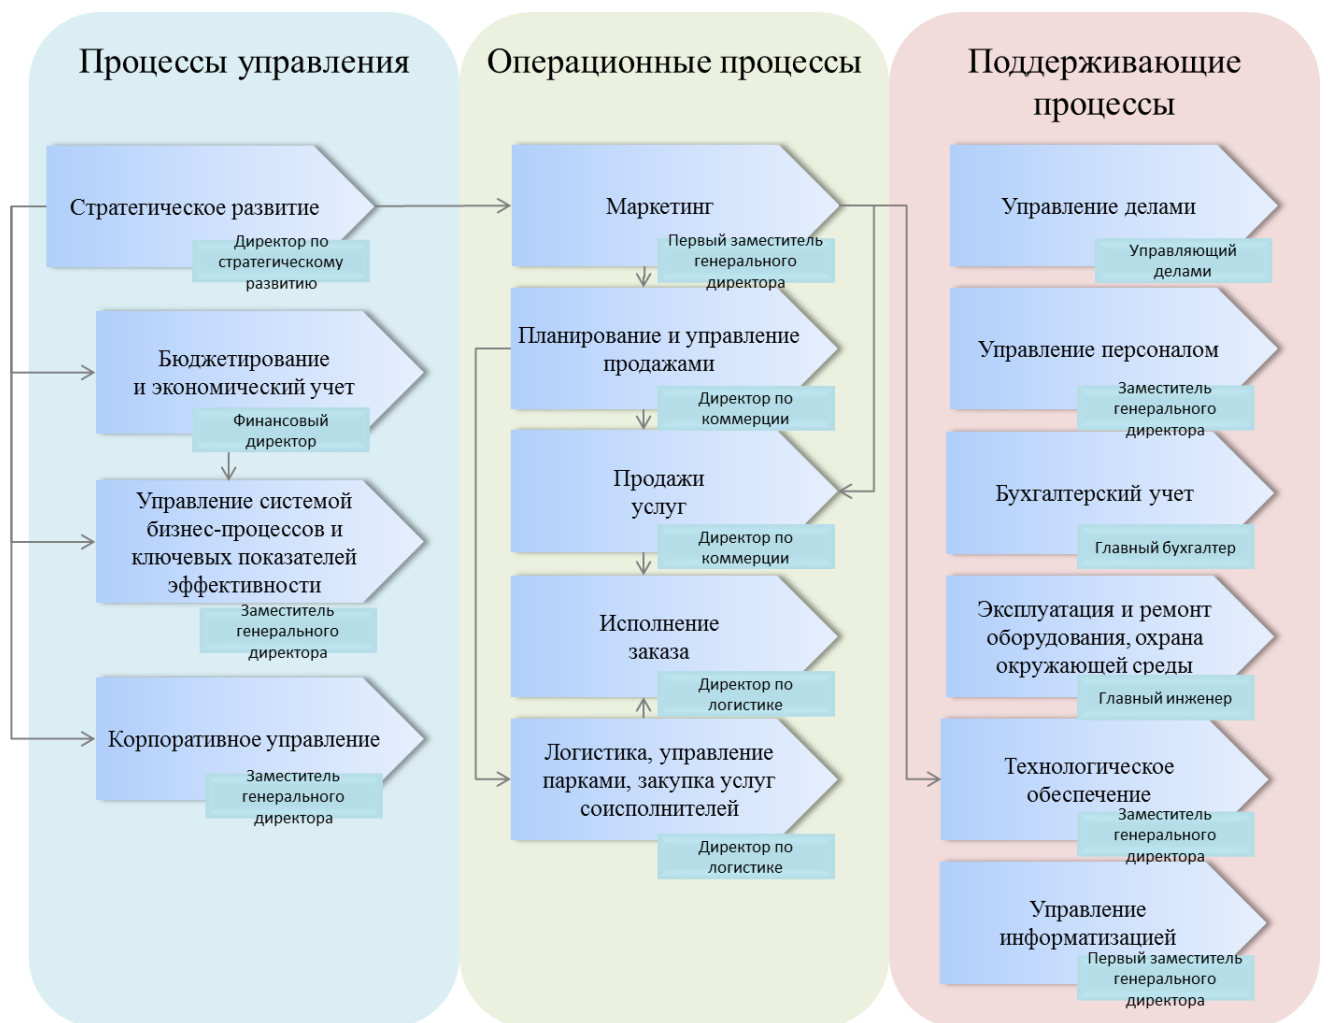 Процессы управления
Стратегическое развитие
Директор по
стратегическому
развитию
Бюджетирование
и экономический учет
Финансовый
директор
Управление системой
бизнес-процессов и
ключевых показателей
эффективности
Заместитель
генерального
директора
Корпоративное управление
Заместитель
генерального
директора
Операционные процессы
Маркетинг
Первый заместитель
генерального
директора
Планирование и управление
продажами
Директор по
коммерции
Продажи
услуг
Директор по
коммерции
Исполнение
заказа
Директор по
логистике
Логистика, управление
парками, закупка услуг
соисполнителей
Директор по
логистике
Поддерживающие
процессы
Управление делами
Управляющий
делами
Управление персоналом
Заместитель
генерального
директора
Бухгалтерский учет
Главный бухгалтер
Эксплуатация и ремонт
оборудования, охрана
окружающей среды
Главный инженер
Технологическое
обеспечение
Заместитель
генерального
директора
Управление
информатизацией
Первый заместитель
генерального
директора